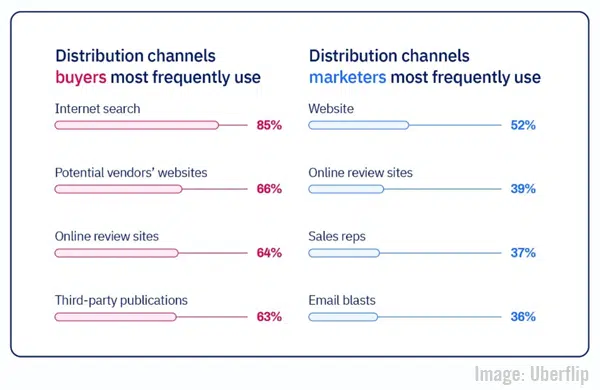 Distribution channels
buyers most frequently use
Internet search
85%
Potential vendors' websites
66%
Online review sites
64%
Third-party publications
63%
Distribution channels
marketers most frequently use
Website
52%
Online review sites
39%
Sales reps
37%
Email blasts
36%
Image: Uberflip